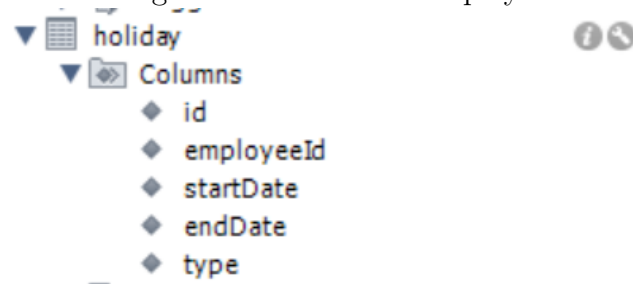 holiday
Columns
id
employeeId
startDate
endDate
type